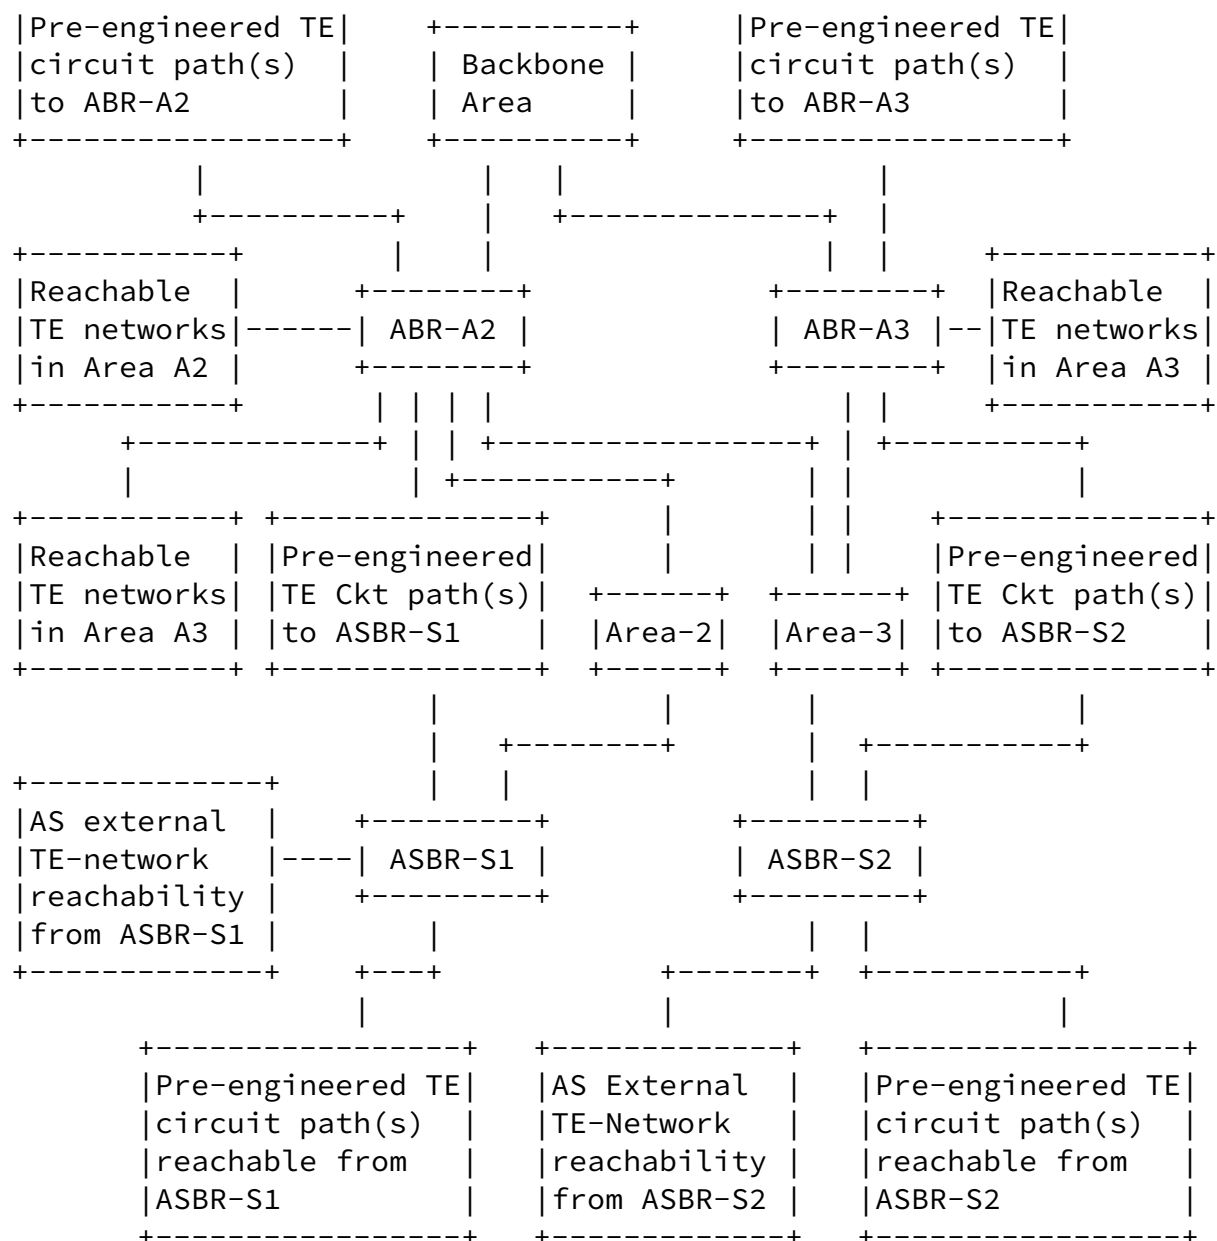 |Pre-engineered TE|    +----------+     |Pre-engineered TE|
|circuit path(s)  |    | Backbone |     |circuit path(s)  |
|to ABR-A2        |    | Area     |     |to ABR-A3        |
+-----------------+    +----------+     +-----------------+
          |               |   |                 |
          +----------+    |   +--------------+  |
+-----------+        |    |                  |  |     +-----------+
|Reachable  |      +--------+             +--------+  |Reachable  |
|TE networks|------| ABR-A2 |             | ABR-A3 |--|TE networks|
|in Area A2 |      +--------+             +--------+  |in Area A3 |
+-----------+       | | | |                   | |     +-----------+
      +-------------+ | | +-----------------+ | +----------+
      |               | +-----------+       | |            |
+-----------+ +--------------+      |       | |    +--------------+
|Reachable  | |Pre-engineered|      |       | |    |Pre-engineered|
|TE networks| |TE Ckt path(s)|  +------+  +------+ |TE Ckt path(s)|
|in Area A3 | |to ASBR-S1    |  |Area-2|  |Area-3| |to ASBR-S2    |
+-----------+ +--------------+  +------+  +------+ +--------------+
                       |            |       |              |
                       |   +--------+       |  +-----------+
+-------------+        |   |                |  |
|AS external  |    +---------+          +---------+
|TE-network   |----| ASBR-S1 |          | ASBR-S2 |
|reachability |    +---------+          +---------+
|from ASBR-S1 |        |                    |  |
+-------------+    +---+            +-------+  +-----------+
                   |                |                     |
       +-----------------+   +-------------+   +-----------------+
       |Pre-engineered TE|   |AS External  |   |Pre-engineered TE|
       |circuit path(s)  |   |TE-Network   |   |circuit path(s)  |
       |reachable from   |   |reachability |   |reachable from   |
       |ASBR-S1          |   |from ASBR-S2 |   |ASBR-S2          |
       +-----------------+   +-------------+   +-----------------+